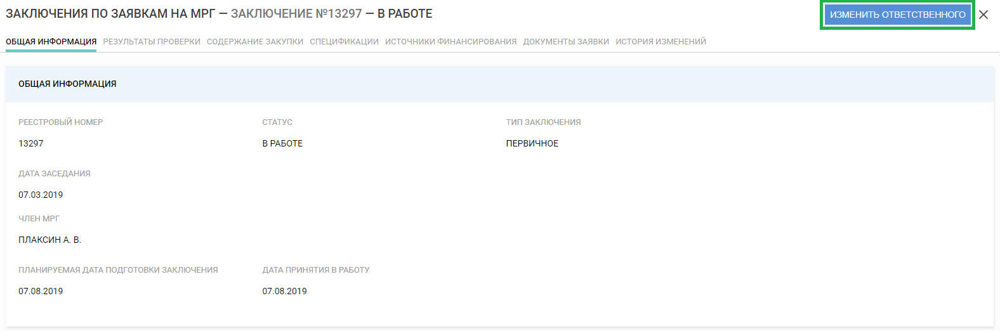 ЗАКЛЮЧЕНИЯ ПО ЗАЯВКАМ НА МРГ — ЗАКЛЮЧЕНИЕ №13297 — В РАБОТЕ
ИЗМЕНИТЬ ОТВЕТСТВЕННОГО
ОБЩАЯ ИНФОРМАЦИЯ РЕЗУЛЬТАТЫ ПРОВЕРКИ СОДЕРЖАНИЕ ЗАКУПКИ СПЕЦИФИКАЦИИ ИСТОЧНИКИ ФИНАНСИРОВАНИЯ ДОКУМЕНТЫ ЗАЯВКИ ИСТОРИЯ ИЗМЕНЕНИЙ
ОБЩАЯ ИНФОРМАЦИЯ
РЕЕСТРОВЫЙ НОМЕР СТАТУС ТИП ЗАКЛЮЧЕНИЯ
13297 В РАБОТЕ ПЕРВИЧНОЕ
ДАТА ЗАСЕДАНИЯ
07.03.2019
ЧЛЕН МРГ
ПЛАКСИН А. В.
ПЛАНИРУЕМАЯ ДАТА ПОДГОТОВКИ ЗАКЛЮЧЕНИЯ ДАТА ПРИНЯТИЯ В РАБОТУ
07.08.2019 07.08.2019